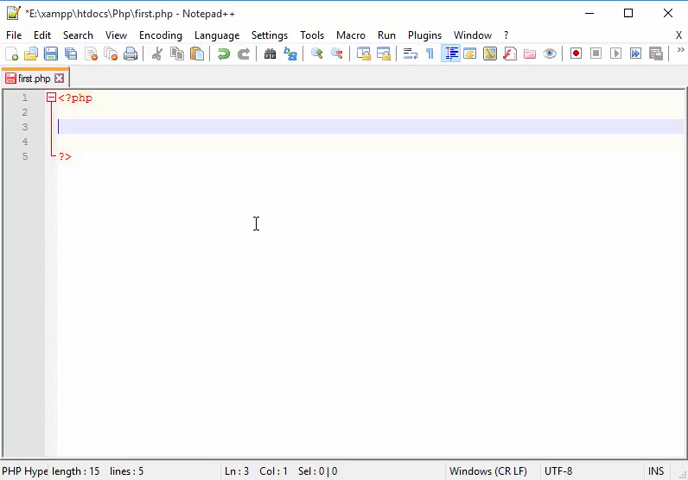 *E:\xampp\htdocs\Php\first.php - Notepad++
File Edit Search View Encoding Language Settings Tools Macro Run Plugins Window ? X
first.php
1 <?php
2
3
4
5 ?>
PHP Hype length : 15 lines : 5 Ln : 3 Col : 1 Sel : 0 | 0 Windows (CR LF) UTF-8 INS